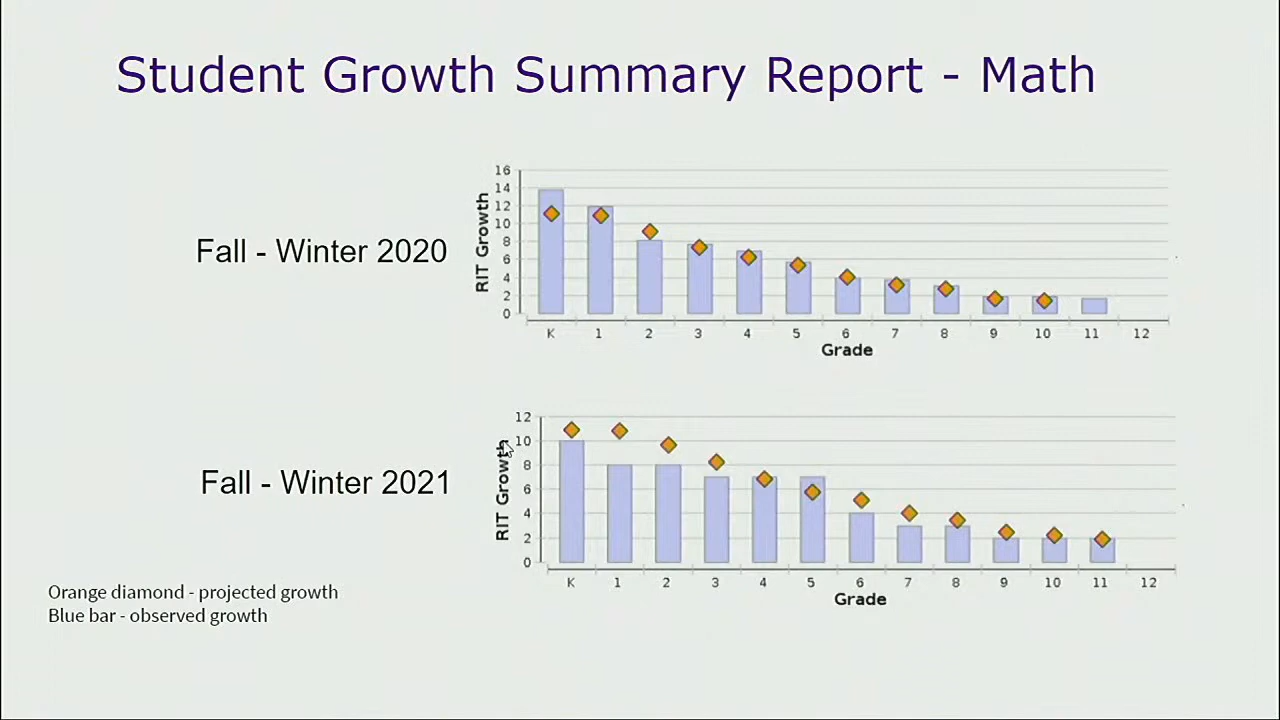 Student Growth Summary Report - Math
Fall - Winter 2020
RIT Growth
16
14
12
10
8
6
4
2
0
K 1 2 3 4 5 6 7 8 9 10 11 12
Grade
Fall - Winter 2021
RIT Growth
12
10
8
6
4
2
0
K 1 2 3 4 5 6 7 8 9 10 11 12
Grade
Orange diamond - projected growth
Blue bar - observed growth